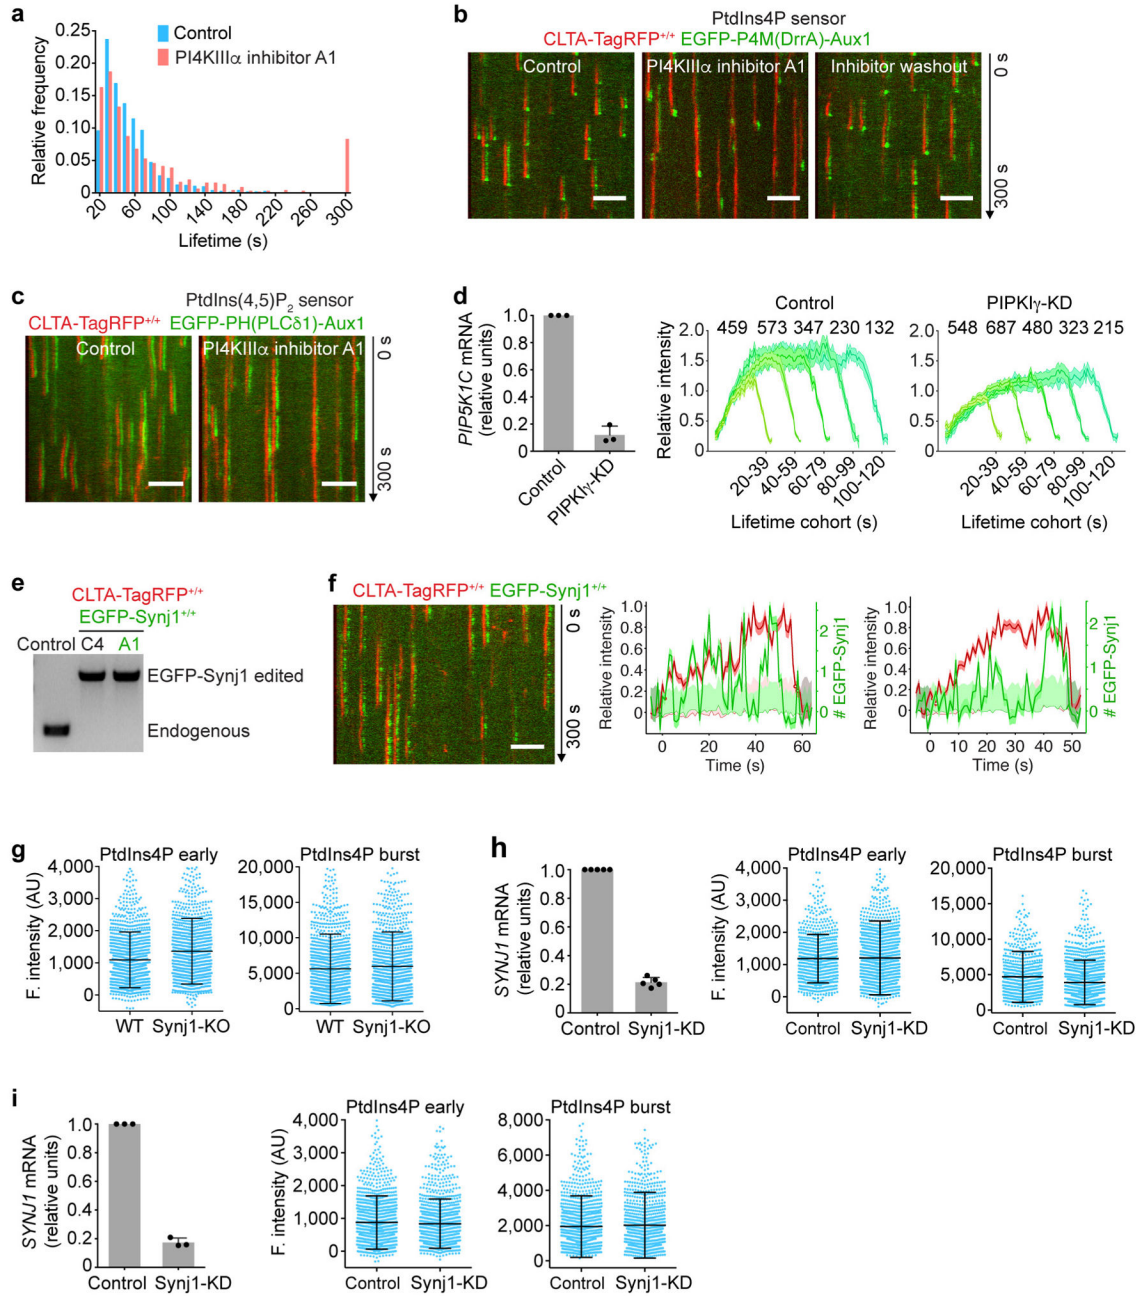 a
0.25
0.20
0.15
0.10
0.05
0
Relative frequency
Control
PI4KIIIα inhibitor A1
20
60
100
140
180
220
260
300
Lifetime (s)
b
PtdIns4P sensor
CLTA-TagRFP+/+ EGFP-P4M(DrrA)-Aux1
Control
PI4KIIIα inhibitor A1
Inhibitor washout
0 s
300 s
c
PtdIns(4,5)P2 sensor
CLTA-TagRFP+/+ EGFP-PH(PLCδ1)-Aux1
Control
PI4KIIIα inhibitor A1
0 s
300 s
d
PIP5K1C mRNA
(relative units)
1.0
0.8
0.6
0.4
0.2
0
Control
PIPKIγ-KD
Control
Relative intensity
2.0
1.5
1.0
0.5
0
459 573 347 230 132
20-39
40-59
60-79
80-99
100-120
Lifetime cohort (s)
PIPKIγ-KD
2.0
1.5
1.0
0.5
0
548 687 480 323 215
20-39
40-59
60-79
80-99
100-120
Lifetime cohort (s)
e
CLTA-TagRFP+/+
EGFP-Synj1+/+
Control C4 A1
EGFP-Synj1 edited
Endogenous
f
CLTA-TagRFP+/+ EGFP-Synj1+/+
0 s
300 s
Relative intensity
1.0
0.8
0.6
0.4
0.2
0
2
1
0
# EGFP-Synj1
0 20 40 60
Time (s)
Relative intensity
1.0
0.8
0.6
0.4
0.2
0
2
1
0
# EGFP-Synj1
0 10 20 30 40 50
Time (s)
g
PtdIns4P early
F. intensity (AU)
4,000
3,000
2,000
1,000
0
WT Synj1-KO
PtdIns4P burst
20,000
15,000
10,000
5,000
0
WT Synj1-KO
h
SYNJ1 mRNA
(relative units)
1.0
0.8
0.6
0.4
0.2
0
Control Synj1-KD
PtdIns4P early
F. intensity (AU)
4,000
3,000
2,000
1,000
0
Control Synj1-KD
PtdIns4P burst
20,000
15,000
10,000
5,000
0
Control Synj1-KD
i
SYNJ1 mRNA
(relative units)
1.0
0.8
0.6
0.4
0.2
0
Control Synj1-KD
PtdIns4P early
F. intensity (AU)
4,000
3,000
2,000
1,000
0
Control Synj1-KD
PtdIns4P burst
8,000
6,000
4,000
2,000
0
Control Synj1-KD